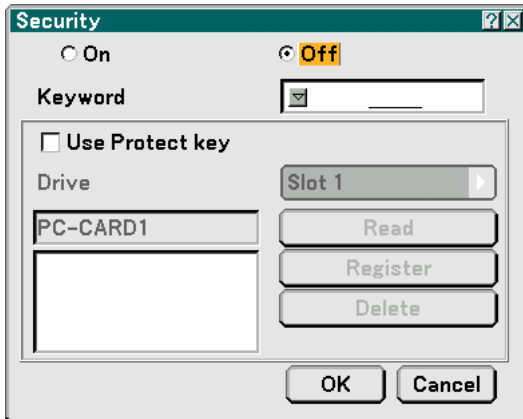 Security
On Off
Keyword
Use Protect key
Drive Slot 1
PC-CARD1 Read
Register
Delete
OK Cancel